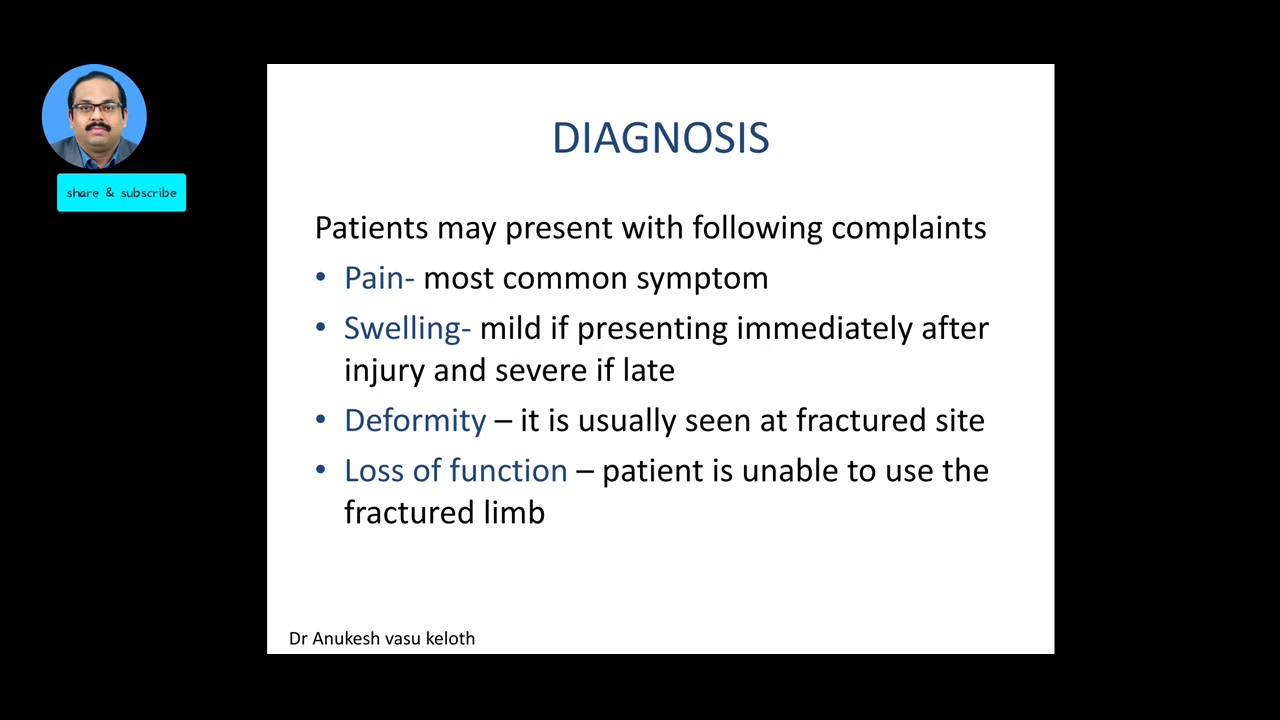 share & subscribe
DIAGNOSIS
Patients may present with following complaints
• Pain- most common symptom
• Swelling- mild if presenting immediately after
injury and severe if late
• Deformity – it is usually seen at fractured site
• Loss of function – patient is unable to use the
fractured limb
Dr Anukesh vasu keloth